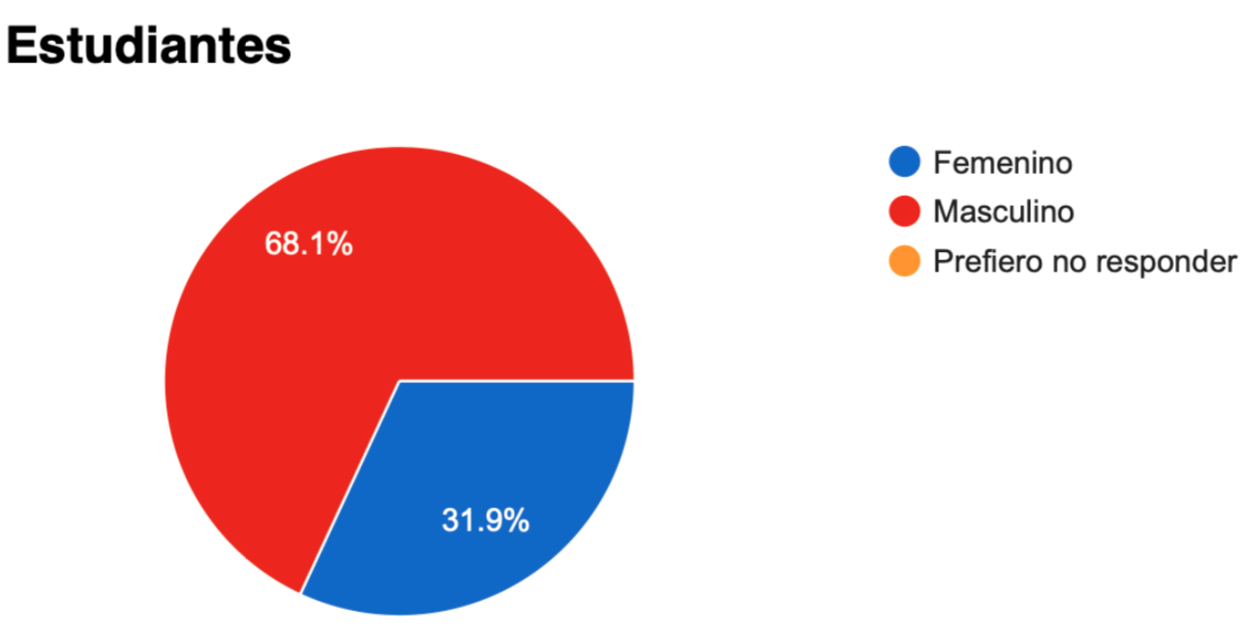 Estudiantes
Femenino
Masculino
Prefiero no responder
68.1%
31.9%